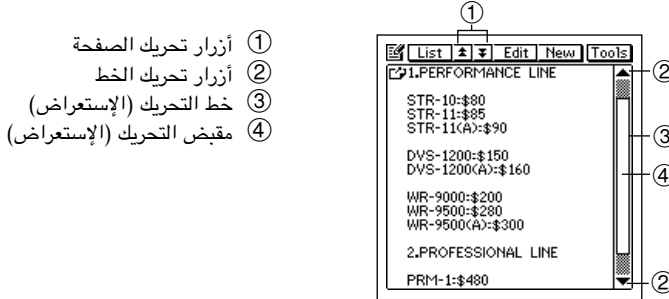 ① أزرار تحريك الصفحة
② أزرار تحريك الخط
③ خط التحريك (الإستعراض)
④ مقبض التحريك (الإستعراض)
①
List Edit New Tools
1.PERFORMANCE LINE
②
STR-10:$80
STR-11:$85
STR-11(A):$90
③
DVS-1200:$150
DVS-1200(A):$160
④
WR-9000:$200
WR-9500:$280
WR-9500(A):$300
2.PROFESSIONAL LINE
PRM-1:$480
②